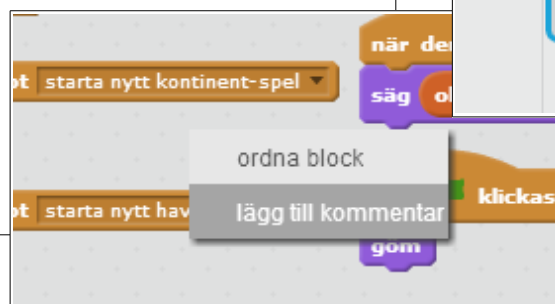 när de
ot starta nytt kontinent-spel
säg
ordna block
lägg till kommentar
klickas
ot starta nytt hav
göm